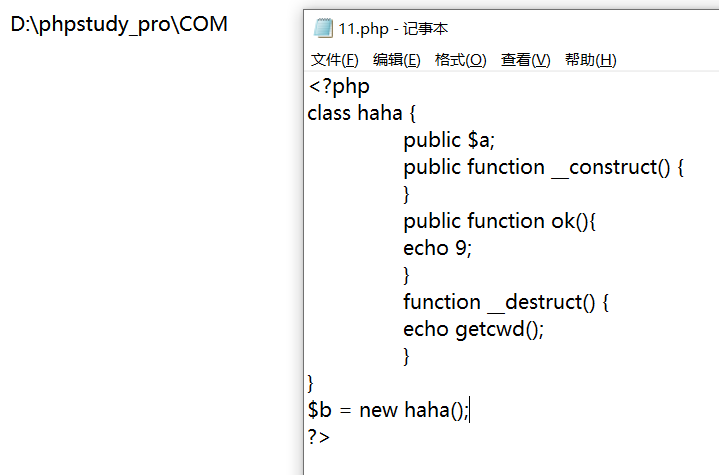 D:\phpstudy_pro\COM
11.php - 记事本
文件(F) 编辑(E) 格式(O) 查看(V) 帮助(H)
<?php
class haha {
public $a;
public function __construct() {
}
public function ok(){
echo 9;
}
function __destruct() {
echo getcwd();
}
}
$b = new haha();
?>